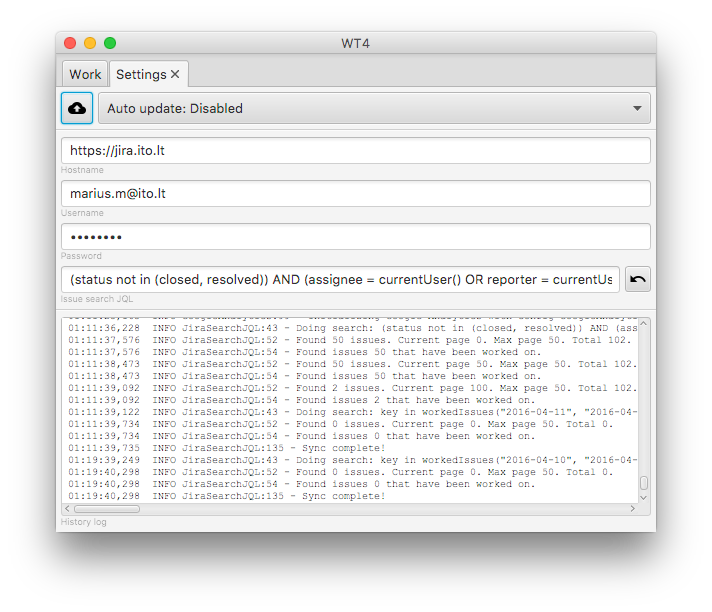 WT4
Work
Settings ✕
Auto update: Disabled
https://jira.ito.lt
Hostname
marius.m@ito.lt
Username
••••••••
Password
(status not in (closed, resolved)) AND (assignee = currentUser() OR reporter = currentUs
Issue search JQL
01:11:36,228 INFO JiraSearchJQL:43 - Doing search: (status not in (closed, resolved)) AND (ass
01:11:37,576 INFO JiraSearchJQL:52 - Found 50 issues. Current page 0. Max page 50. Total 102.
01:11:37,576 INFO JiraSearchJQL:54 - Found issues 50 that have been worked on.
01:11:38,473 INFO JiraSearchJQL:52 - Found 50 issues. Current page 50. Max page 50. Total 102.
01:11:38,473 INFO JiraSearchJQL:54 - Found issues 50 that have been worked on.
01:11:39,092 INFO JiraSearchJQL:52 - Found 2 issues. Current page 100. Max page 50. Total 102.
01:11:39,092 INFO JiraSearchJQL:54 - Found issues 2 that have been worked on.
01:11:39,122 INFO JiraSearchJQL:43 - Doing search: key in workedIssues("2016-04-11", "2016-04-
01:11:39,734 INFO JiraSearchJQL:52 - Found 0 issues. Current page 0. Max page 50. Total 0.
01:11:39,734 INFO JiraSearchJQL:54 - Found issues 0 that have been worked on.
01:11:39,735 INFO JiraSearchJQL:135 - Sync complete!
01:19:39,249 INFO JiraSearchJQL:43 - Doing search: key in workedIssues("2016-04-10", "2016-04-
01:19:40,298 INFO JiraSearchJQL:52 - Found 0 issues. Current page 0. Max page 50. Total 0.
01:19:40,298 INFO JiraSearchJQL:54 - Found issues 0 that have been worked on.
01:19:40,298 INFO JiraSearchJQL:135 - Sync complete!
History log